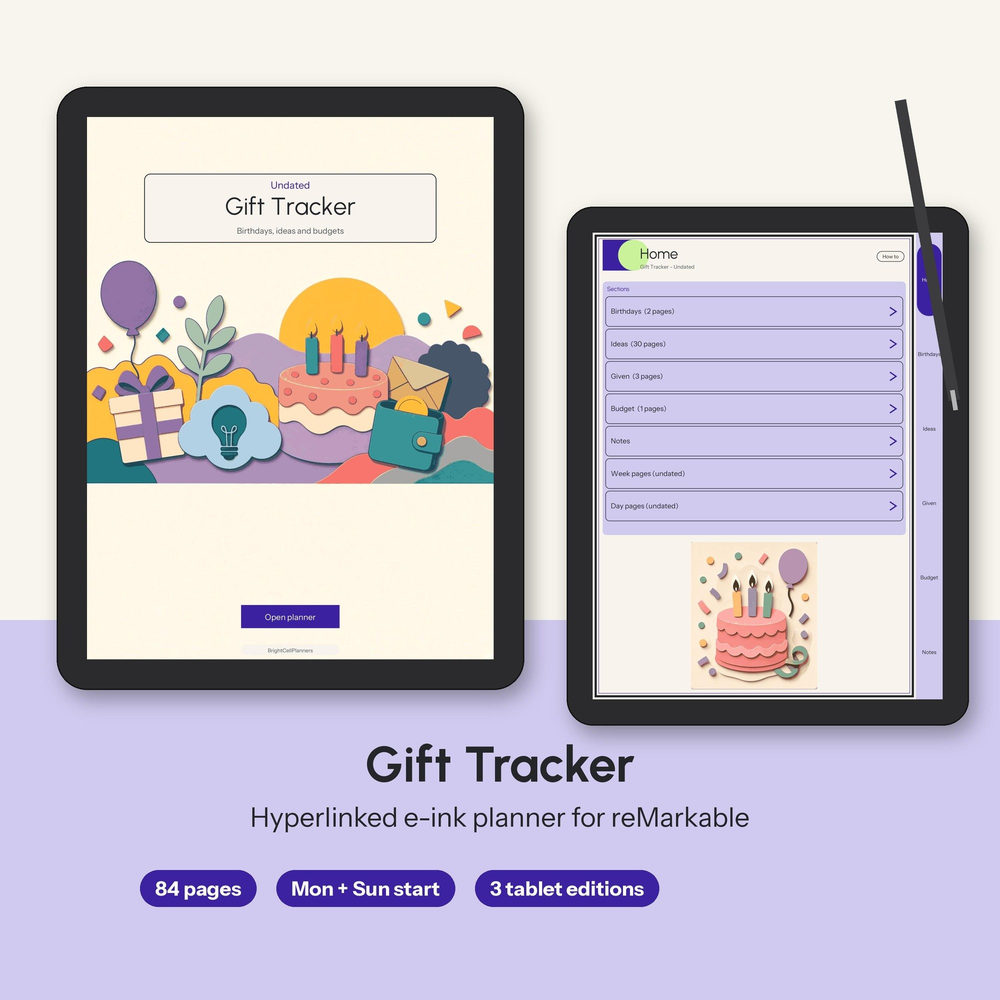 Undated
Gift Tracker
Birthdays, ideas and budgets
Open planner
BrightCellPlanners
Home
Gift Tracker - Undated
How to
Sections
Birthdays (2 pages)
Ideas (30 pages)
Given (3 pages)
Budget (1 pages)
Notes
Week pages (undated)
Day pages (undated)
Birthdays
Ideas
Given
Budget
Notes
Gift Tracker
Hyperlinked e-ink planner for reMarkable
84 pages
Mon + Sun start
3 tablet editions